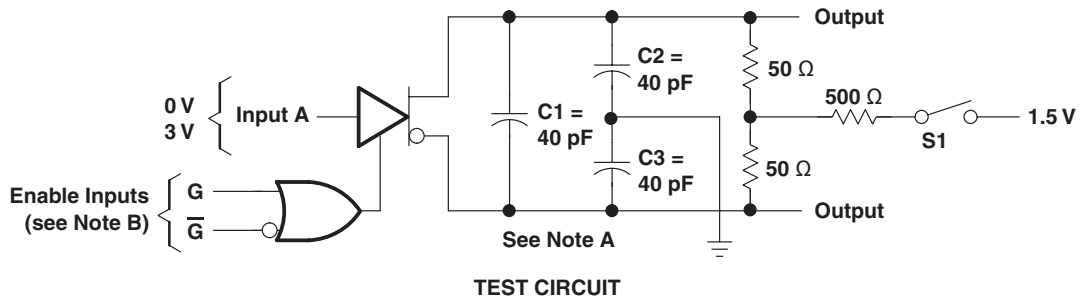 Output
C2 =
40 pF
50 Ω
0 V
3 V
Input A
C1 =
40 pF
500 Ω
1.5 V
S1
C3 =
40 pF
50 Ω
Enable Inputs
(see Note B)
G
G̅
Output
See Note A
TEST CIRCUIT